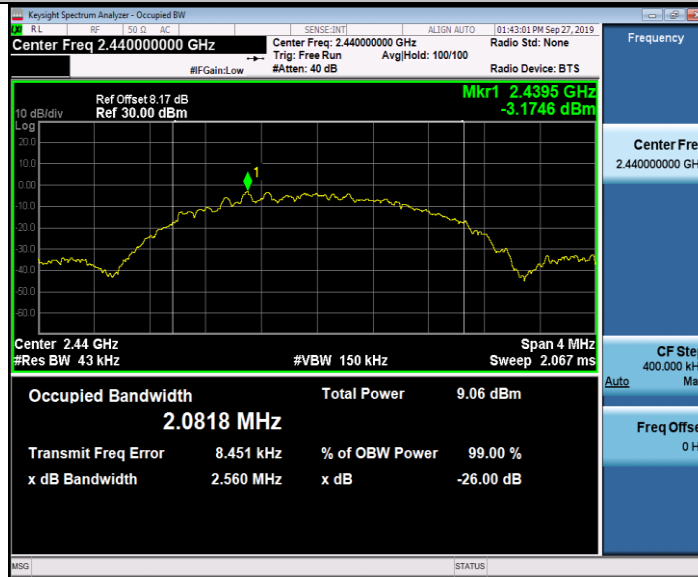 Keysight Spectrum Analyzer - Occupied BW
RL RF 50 Ω AC SENSE:INT ALIGN AUTO 01:43:01 PM Sep 27, 2019
Center Freq 2.440000000 GHz
Center Freq: 2.440000000 GHz
Radio Std: None
Trig: Free Run Avg|Hold: 100/100
#IFGain:Low
#Atten: 40 dB
Radio Device: BTS
Frequency
Mkr1 2.4395 GHz
-3.1746 dBm
Ref Offset 8.17 dB
10 dB/div
Ref 30.00 dBm
Log
20.0
10.0
0.00
-10.0
-20.0
-30.0
-40.0
-50.0
-60.0
1
Center 2.44 GHz
Span 4 MHz
#Res BW 43 kHz
#VBW 150 kHz
Sweep 2.067 ms
Occupied Bandwidth
2.0818 MHz
Total Power 9.06 dBm
Transmit Freq Error 8.451 kHz
% of OBW Power 99.00 %
x dB Bandwidth 2.560 MHz
x dB -26.00 dB
Center Fre
2.440000000 GH
CF Ste
400.000 kH
Auto Ma
Freq Offse
0 H
MSG
STATUS